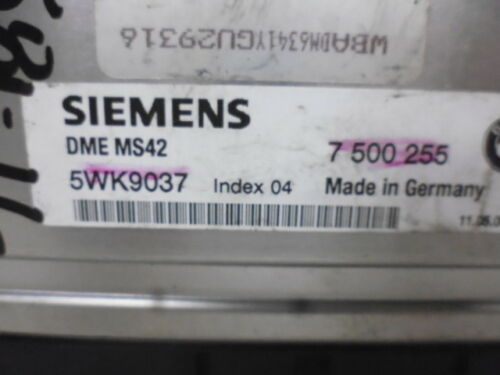 WBADM6341YGU29316
SIEMENS
DME MS42
7 500 255
5WK9037 Index 04 Made in Germany